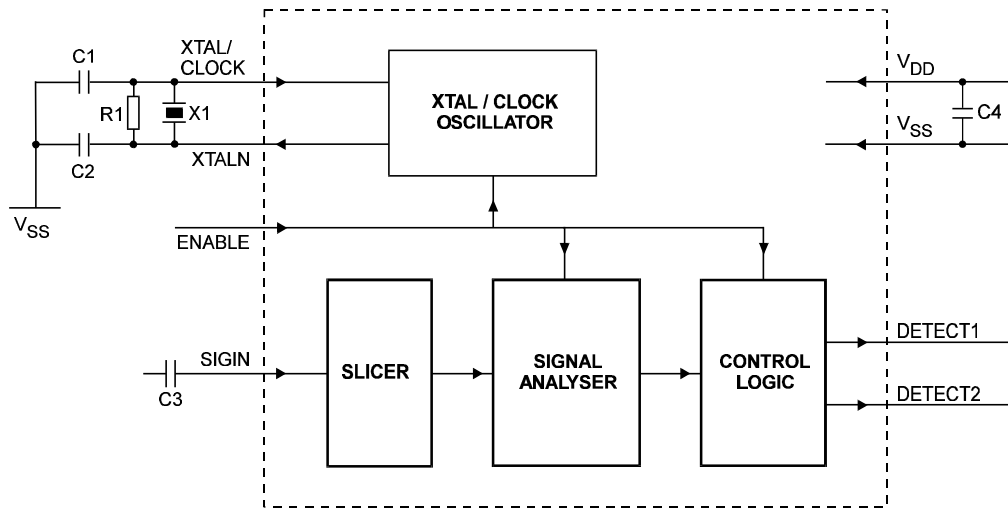 C1
XTAL/
CLOCK
R1
X1
C2
XTALN
VSS
XTAL / CLOCK
OSCILLATOR
VDD
C4
VSS
ENABLE
SIGIN
C3
SLICER
SIGNAL
ANALYSER
CONTROL
LOGIC
DETECT1
DETECT2